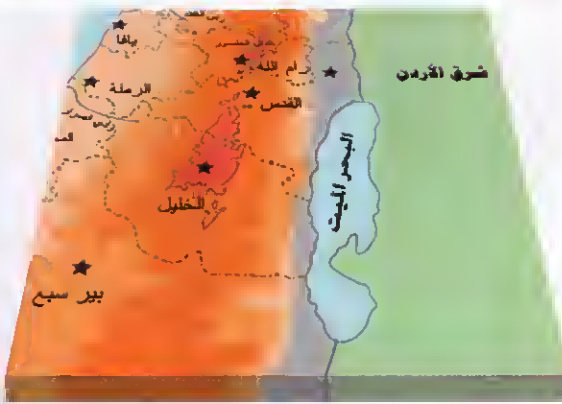 يافا
رام الله
شرق الأردن
الرملة
القدس
البحر الميت
الخليل
بير سبع